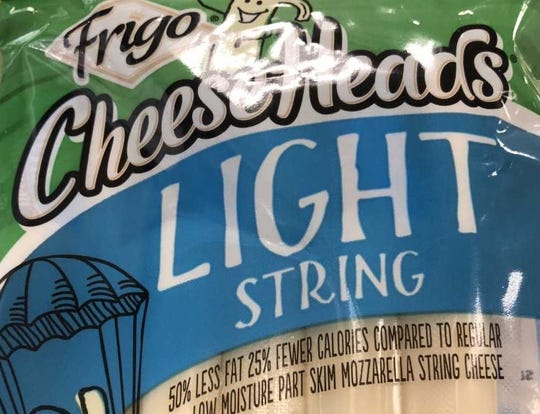 Frigo
CheeseHeads
LIGHT
STRING
50% LESS FAT 25% FEWER CALORIES COMPARED TO REGULAR
LOW MOISTURE PART SKIM MOZZARELLA STRING CHEESE